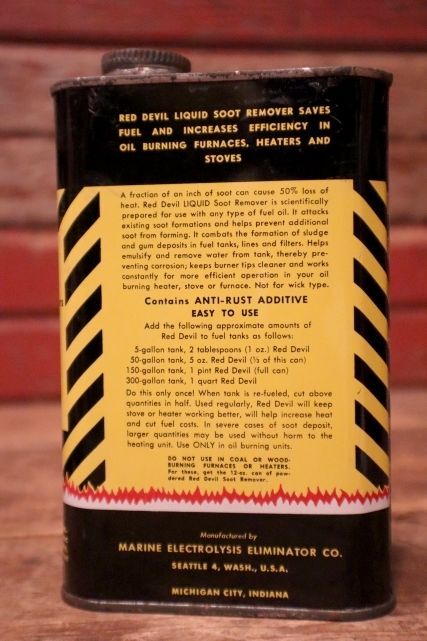 RED DEVIL LIQUID SOOT REMOVER SAVES
FUEL AND INCREASES EFFICIENCY IN
OIL BURNING FURNACES, HEATERS AND
STOVES
A fraction of an inch of soot can cause 50% loss of
heat. Red Devil LIQUID Soot Remover is scientifically
prepared for use with any type of fuel oil. It attacks
existing soot formations and helps prevent additional
soot from forming. It combats the formation of sludge
and gum deposits in fuel tanks, lines and filters. Helps
emulsify and remove water from tank, thereby pre-
venting corrosion; keeps burner tips cleaner and works
constantly for more efficient operation in your oil
burning heater, stove or furnace. Not for wick type.
Contains ANTI-RUST ADDITIVE
EASY TO USE
Add the following approximate amounts of
Red Devil to fuel tanks as follows:
5-gallon tank, 2 tablespoons (1 oz.) Red Devil
50-gallon tank, 5 oz. Red Devil (⅓ of this can)
150-gallon tank, 1 pint Red Devil (full can)
300-gallon tank, 1 quart Red Devil
Do this only once! When tank is re-fueled, cut above
quantities in half. Used regularly, Red Devil will keep
stove or heater working better, will help increase heat
and cut fuel costs. In severe cases of soot deposit,
larger quantities may be used without harm to the
heating unit. Use ONLY in oil burning units.
DO NOT USE IN COAL OR WOOD-
BURNING FURNACES OR HEATERS.
For these, get the 12-oz. can of pow-
dered Red Devil Soot Remover.
Manufactured by
MARINE ELECTROLYSIS ELIMINATOR CO.
SEATTLE 4, WASH., U.S.A.
MICHIGAN CITY, INDIANA